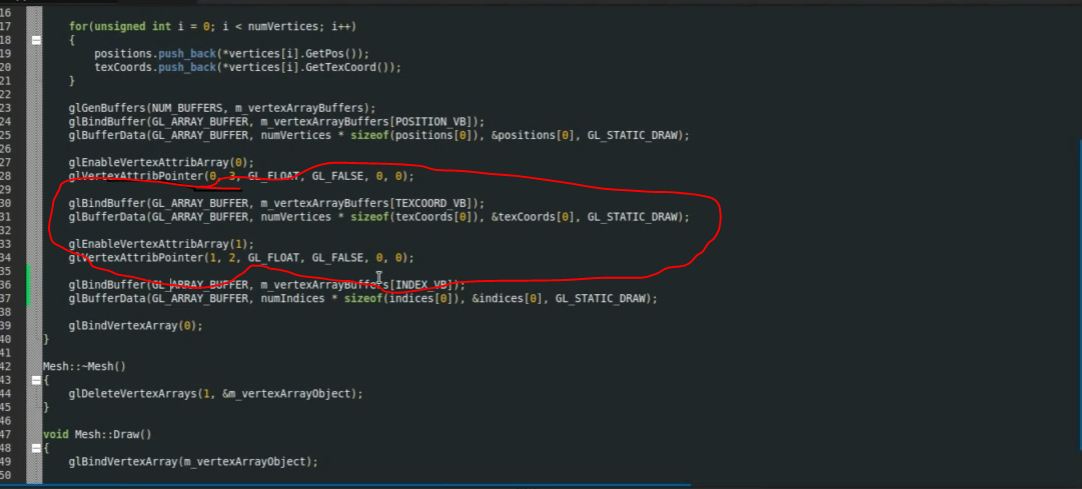 16
17 for(unsigned int i = 0; i < numVertices; i++)
18 {
19 positions.push_back(*vertices[i].GetPos());
20 texCoords.push_back(*vertices[i].GetTexCoord());
21 }
22
23 glGenBuffers(NUM_BUFFERS, m_vertexArrayBuffers);
24 glBindBuffer(GL_ARRAY_BUFFER, m_vertexArrayBuffers[POSITION_VB]);
25 glBufferData(GL_ARRAY_BUFFER, numVertices * sizeof(positions[0]), &positions[0], GL_STATIC_DRAW);
26
27 glEnableVertexAttribArray(0);
28 glVertexAttribPointer(0, 3, GL_FLOAT, GL_FALSE, 0, 0);
29
30 glBindBuffer(GL_ARRAY_BUFFER, m_vertexArrayBuffers[TEXCOORD_VB]);
31 glBufferData(GL_ARRAY_BUFFER, numVertices * sizeof(texCoords[0]), &texCoords[0], GL_STATIC_DRAW);
32
33 glEnableVertexAttribArray(1);
34 glVertexAttribPointer(1, 2, GL_FLOAT, GL_FALSE, 0, 0);
35
36 glBindBuffer(GL_ARRAY_BUFFER, m_vertexArrayBuffers[INDEX_VB]);
37 glBufferData(GL_ARRAY_BUFFER, numIndices * sizeof(indices[0]), &indices[0], GL_STATIC_DRAW);
38
39 glBindVertexArray(0);
40 }
41
42 Mesh::~Mesh()
43 {
44 glDeleteVertexArrays(1, &m_vertexArrayObject);
45 }
46
47 void Mesh::Draw()
48 {
49 glBindVertexArray(m_vertexArrayObject);
50